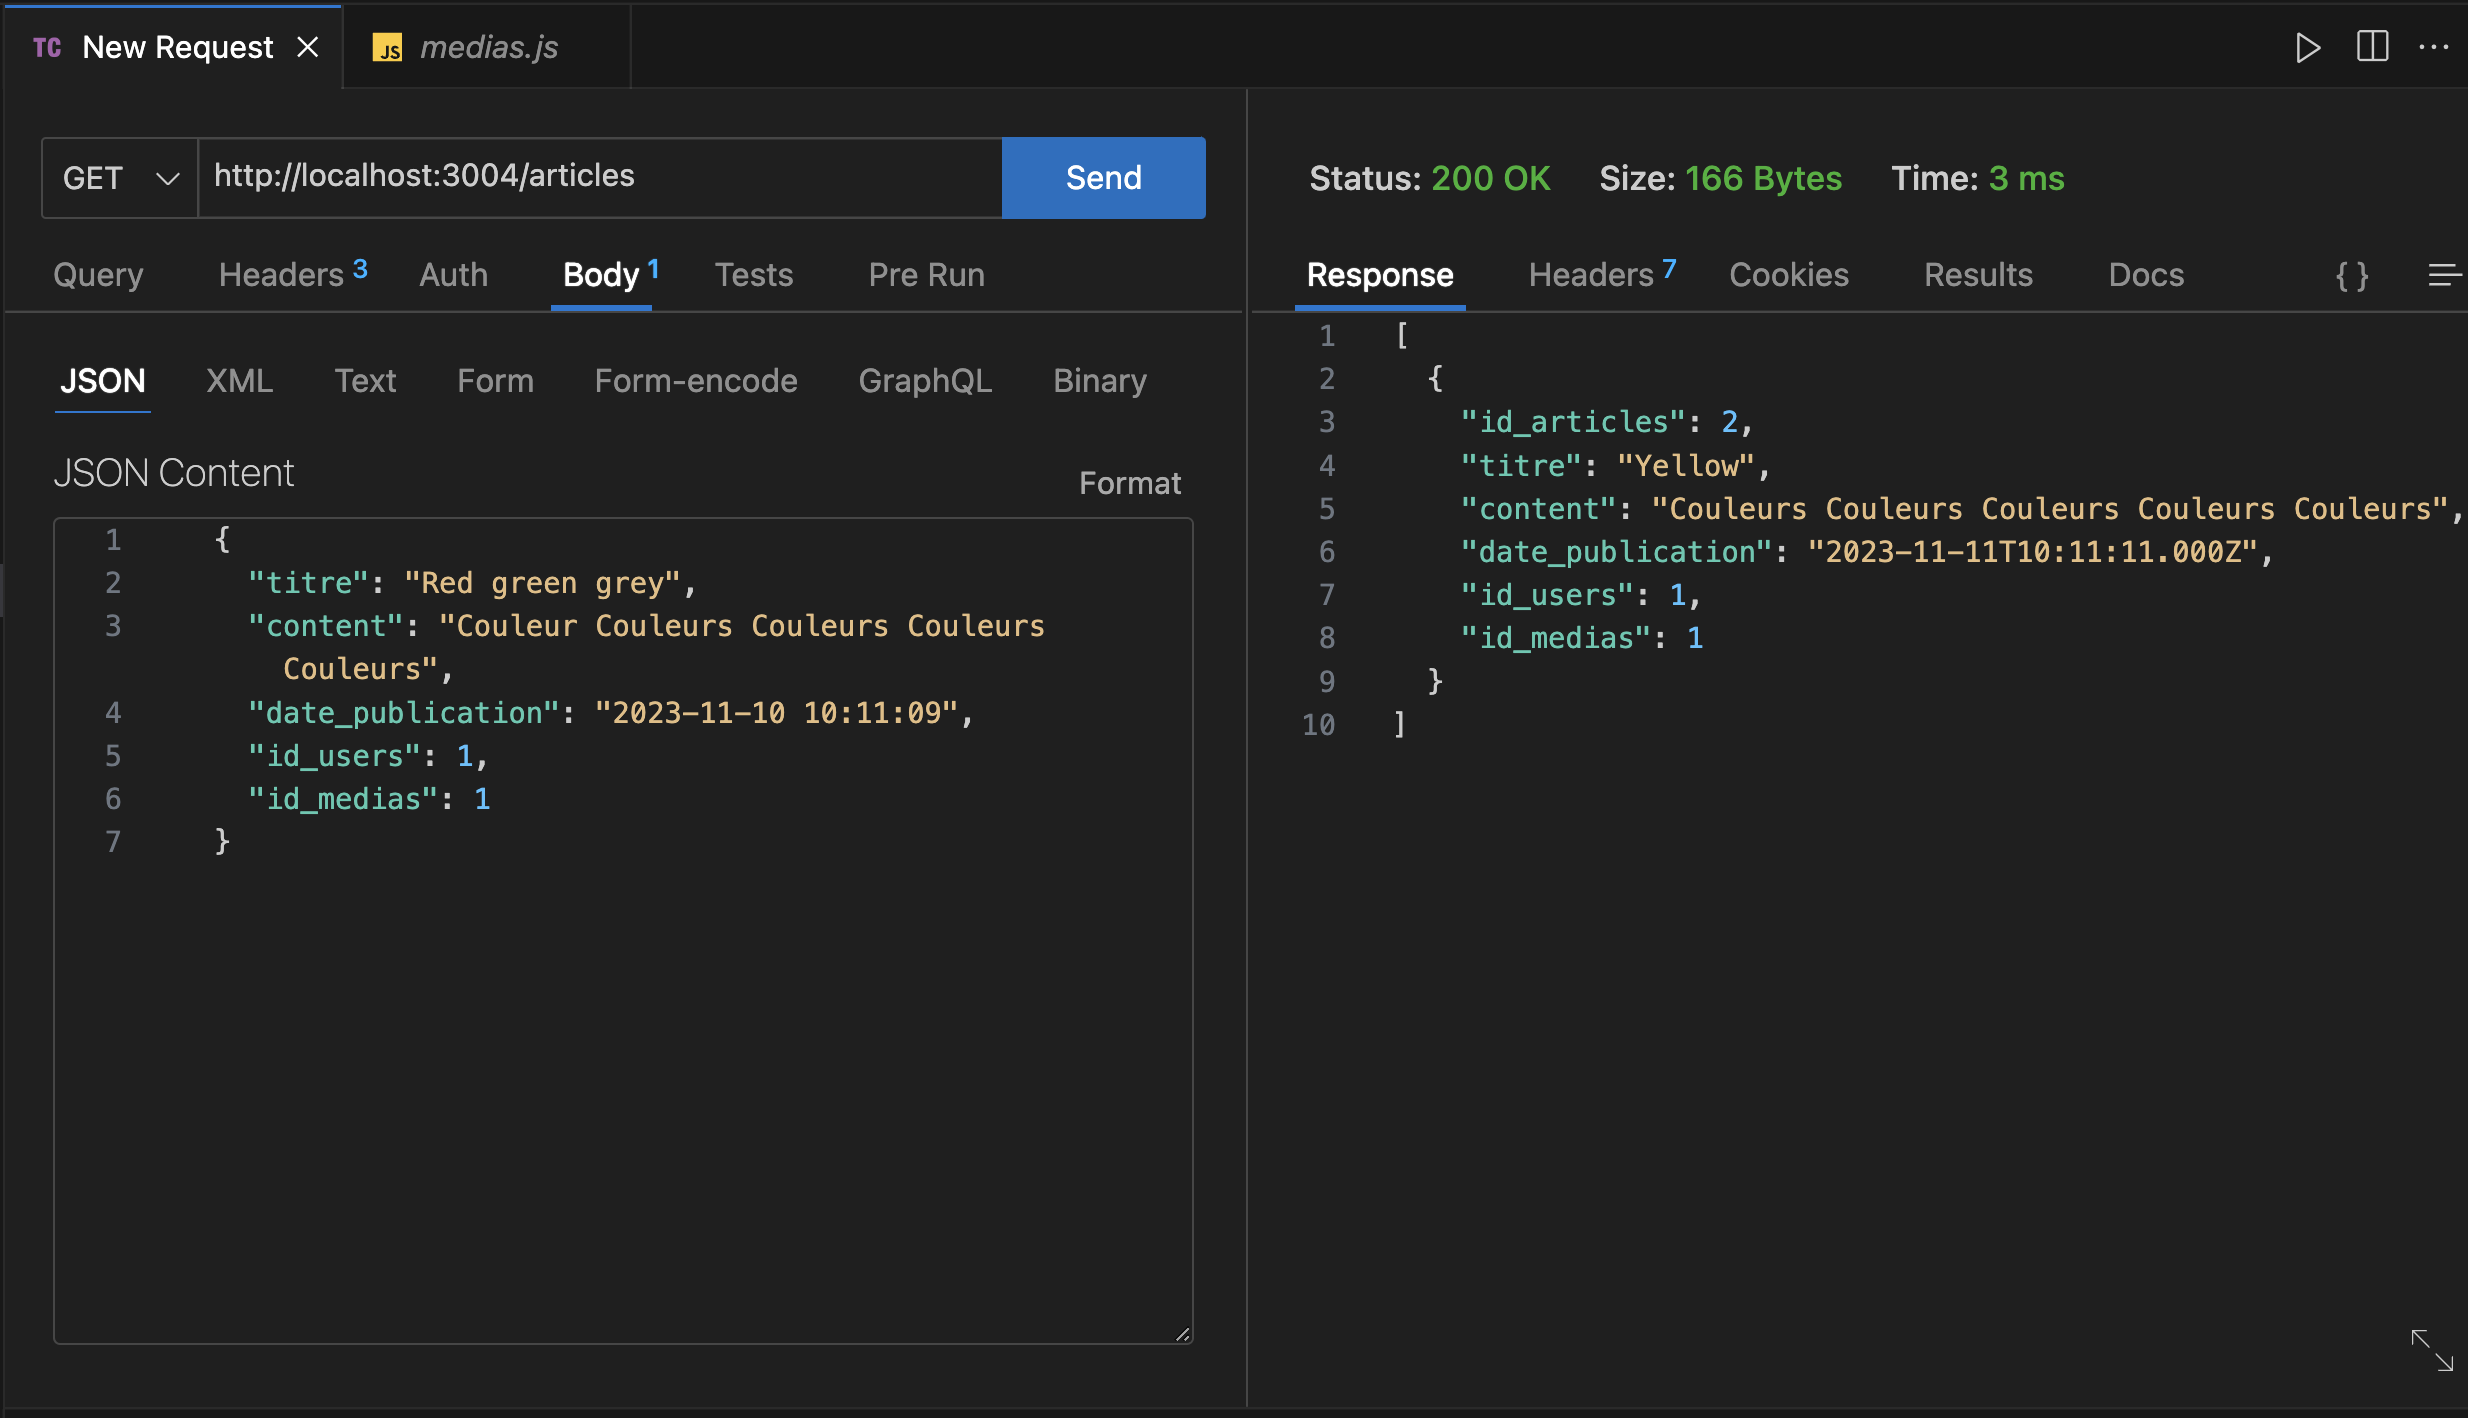 TC New Request
JS medias.js
GET http://localhost:3004/articles Send
Query Headers 3 Auth Body 1 Tests Pre Run
JSON XML Text Form Form-encode GraphQL Binary
JSON Content
Format
1 {
2 "titre": "Red green grey",
3 "content": "Couleur Couleurs Couleurs Couleurs
Couleurs",
4 "date_publication": "2023-11-10 10:11:09",
5 "id_users": 1,
6 "id_medias": 1
7 }
Status: 200 OK Size: 166 Bytes Time: 3 ms
Response Headers 7 Cookies Results Docs {}
1 [
2 {
3 "id_articles": 2,
4 "titre": "Yellow",
5 "content": "Couleurs Couleurs Couleurs Couleurs Couleurs",
6 "date_publication": "2023-11-11T10:11:11.000Z",
7 "id_users": 1,
8 "id_medias": 1
9 }
10 ]